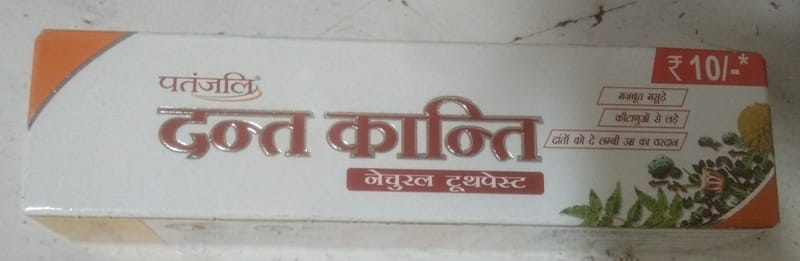 पतंजलि®
दन्त कान्ति
नेचुरल टूथपेस्ट
₹ 10/-*
मजबूत मसूड़े
कीटाणुओं से लड़े
दांतों को दे लम्बी उम्र का वरदान